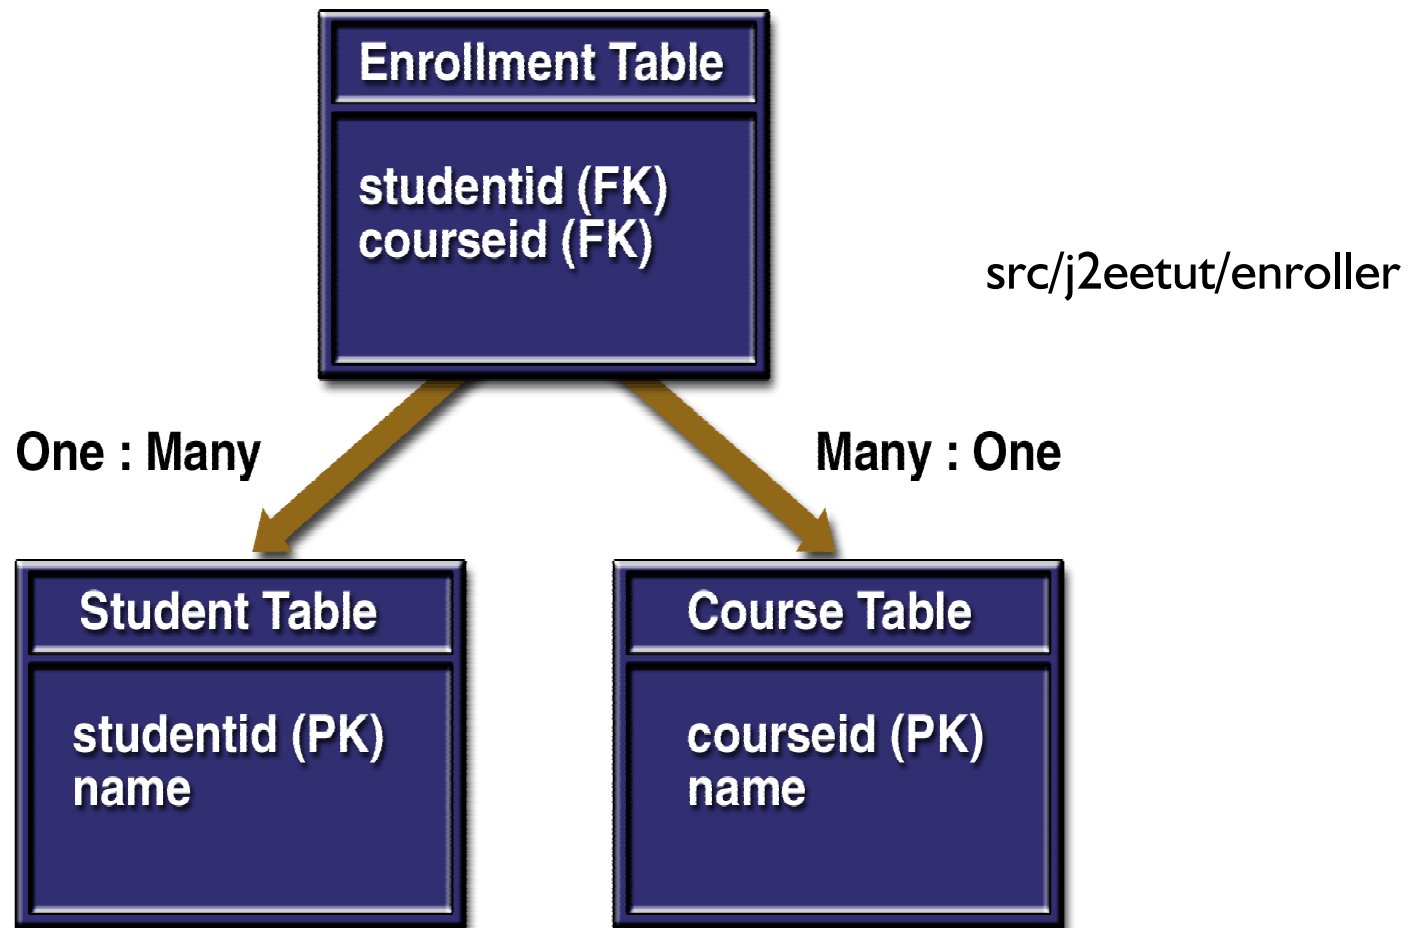 Enrollment Table
studentid (FK)
courseid (FK)
src/j2eetut/enroller
One : Many
Many : One
Student Table
studentid (PK)
name
Course Table
courseid (PK)
name